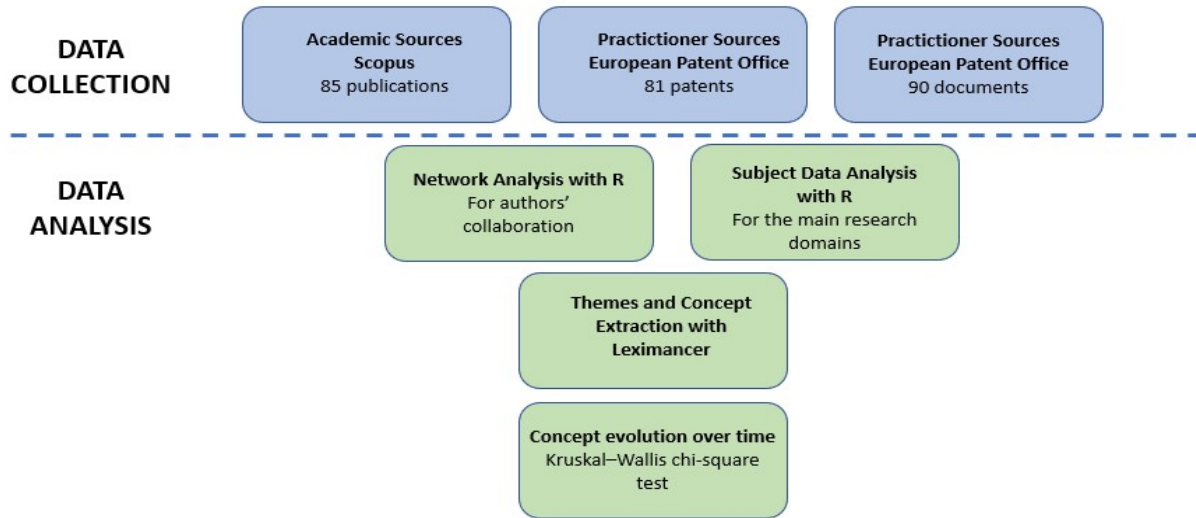 DATA
COLLECTION
Academic Sources
Scopus
85 publications
Practictioner Sources
European Patent Office
81 patents
Practictioner Sources
European Patent Office
90 documents
DATA
ANALYSIS
Network Analysis with R
For authors’
collaboration
Subject Data Analysis
with R
For the main research
domains
Themes and Concept
Extraction with
Leximancer
Concept evolution over time
Kruskal–Wallis chi-square
test